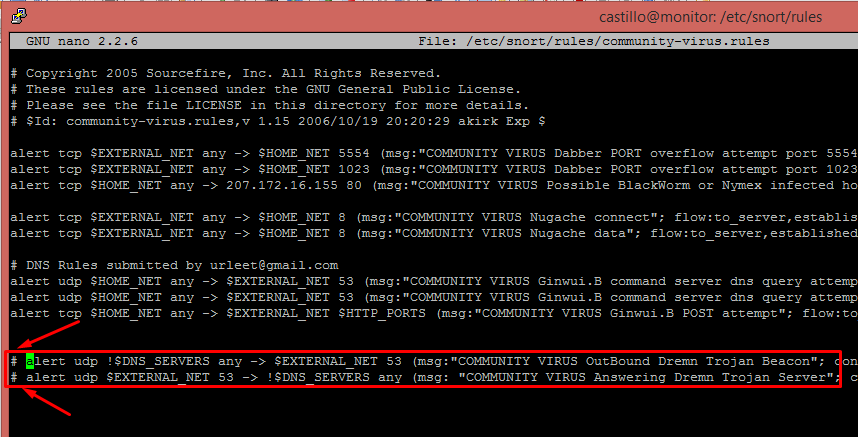 castillo@monitor: /etc/snort/rules
GNU nano 2.2.6 File: /etc/snort/rules/community-virus.rules
# Copyright 2005 Sourcefire, Inc. All Rights Reserved.
# These rules are licensed under the GNU General Public License.
# Please see the file LICENSE in this directory for more details.
# $Id: community-virus.rules,v 1.15 2006/10/19 20:20:29 akirk Exp $
alert tcp $EXTERNAL_NET any -> $HOME_NET 5554 (msg:"COMMUNITY VIRUS Dabber PORT overflow attempt port 5554
alert tcp $EXTERNAL_NET any -> $HOME_NET 1023 (msg:"COMMUNITY VIRUS Dabber PORT overflow attempt port 1023
alert tcp $HOME_NET any -> 207.172.16.155 80 (msg:"COMMUNITY VIRUS Possible BlackWorm or Nymex infected ho
alert tcp $EXTERNAL_NET any -> $HOME_NET 8 (msg:"COMMUNITY VIRUS Nugache connect"; flow:to_server,establis
alert tcp $EXTERNAL_NET any -> $HOME_NET 8 (msg:"COMMUNITY VIRUS Nugache data"; flow:to_server,established
# DNS Rules submitted by urleet@gmail.com
alert udp $HOME_NET any -> $EXTERNAL_NET 53 (msg:"COMMUNITY VIRUS Ginwui.B command server dns query attemp
alert udp $HOME_NET any -> $EXTERNAL_NET 53 (msg:"COMMUNITY VIRUS Ginwui.B command server dns query attemp
alert tcp $HOME_NET any -> $EXTERNAL_NET $HTTP_PORTS (msg:"COMMUNITY VIRUS Ginwui.B POST attempt"; flow:to
# alert udp !$DNS_SERVERS any -> $EXTERNAL_NET 53 (msg:"COMMUNITY VIRUS OutBound Dremn Trojan Beacon"; con
# alert udp $EXTERNAL_NET 53 -> !$DNS_SERVERS any (msg: "COMMUNITY VIRUS Answering Dremn Trojan Server"; c